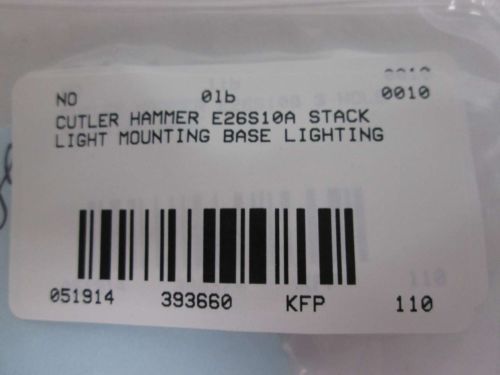 NO 01b 0010
CUTLER HAMMER E26S10A STACK
LIGHT MOUNTING BASE LIGHTING
051914 393660 KFP 110